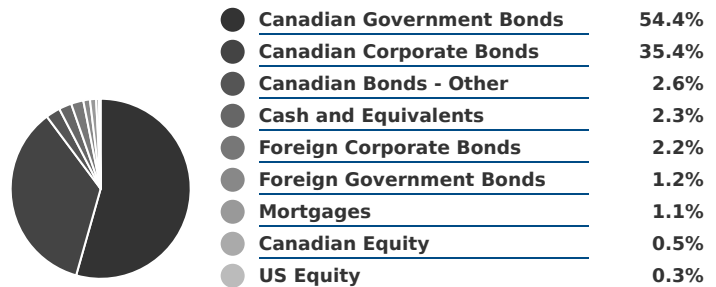 Canadian Government Bonds 54.4%
Canadian Corporate Bonds 35.4%
Canadian Bonds - Other 2.6%
Cash and Equivalents 2.3%
Foreign Corporate Bonds 2.2%
Foreign Government Bonds 1.2%
Mortgages 1.1%
Canadian Equity 0.5%
US Equity 0.3%